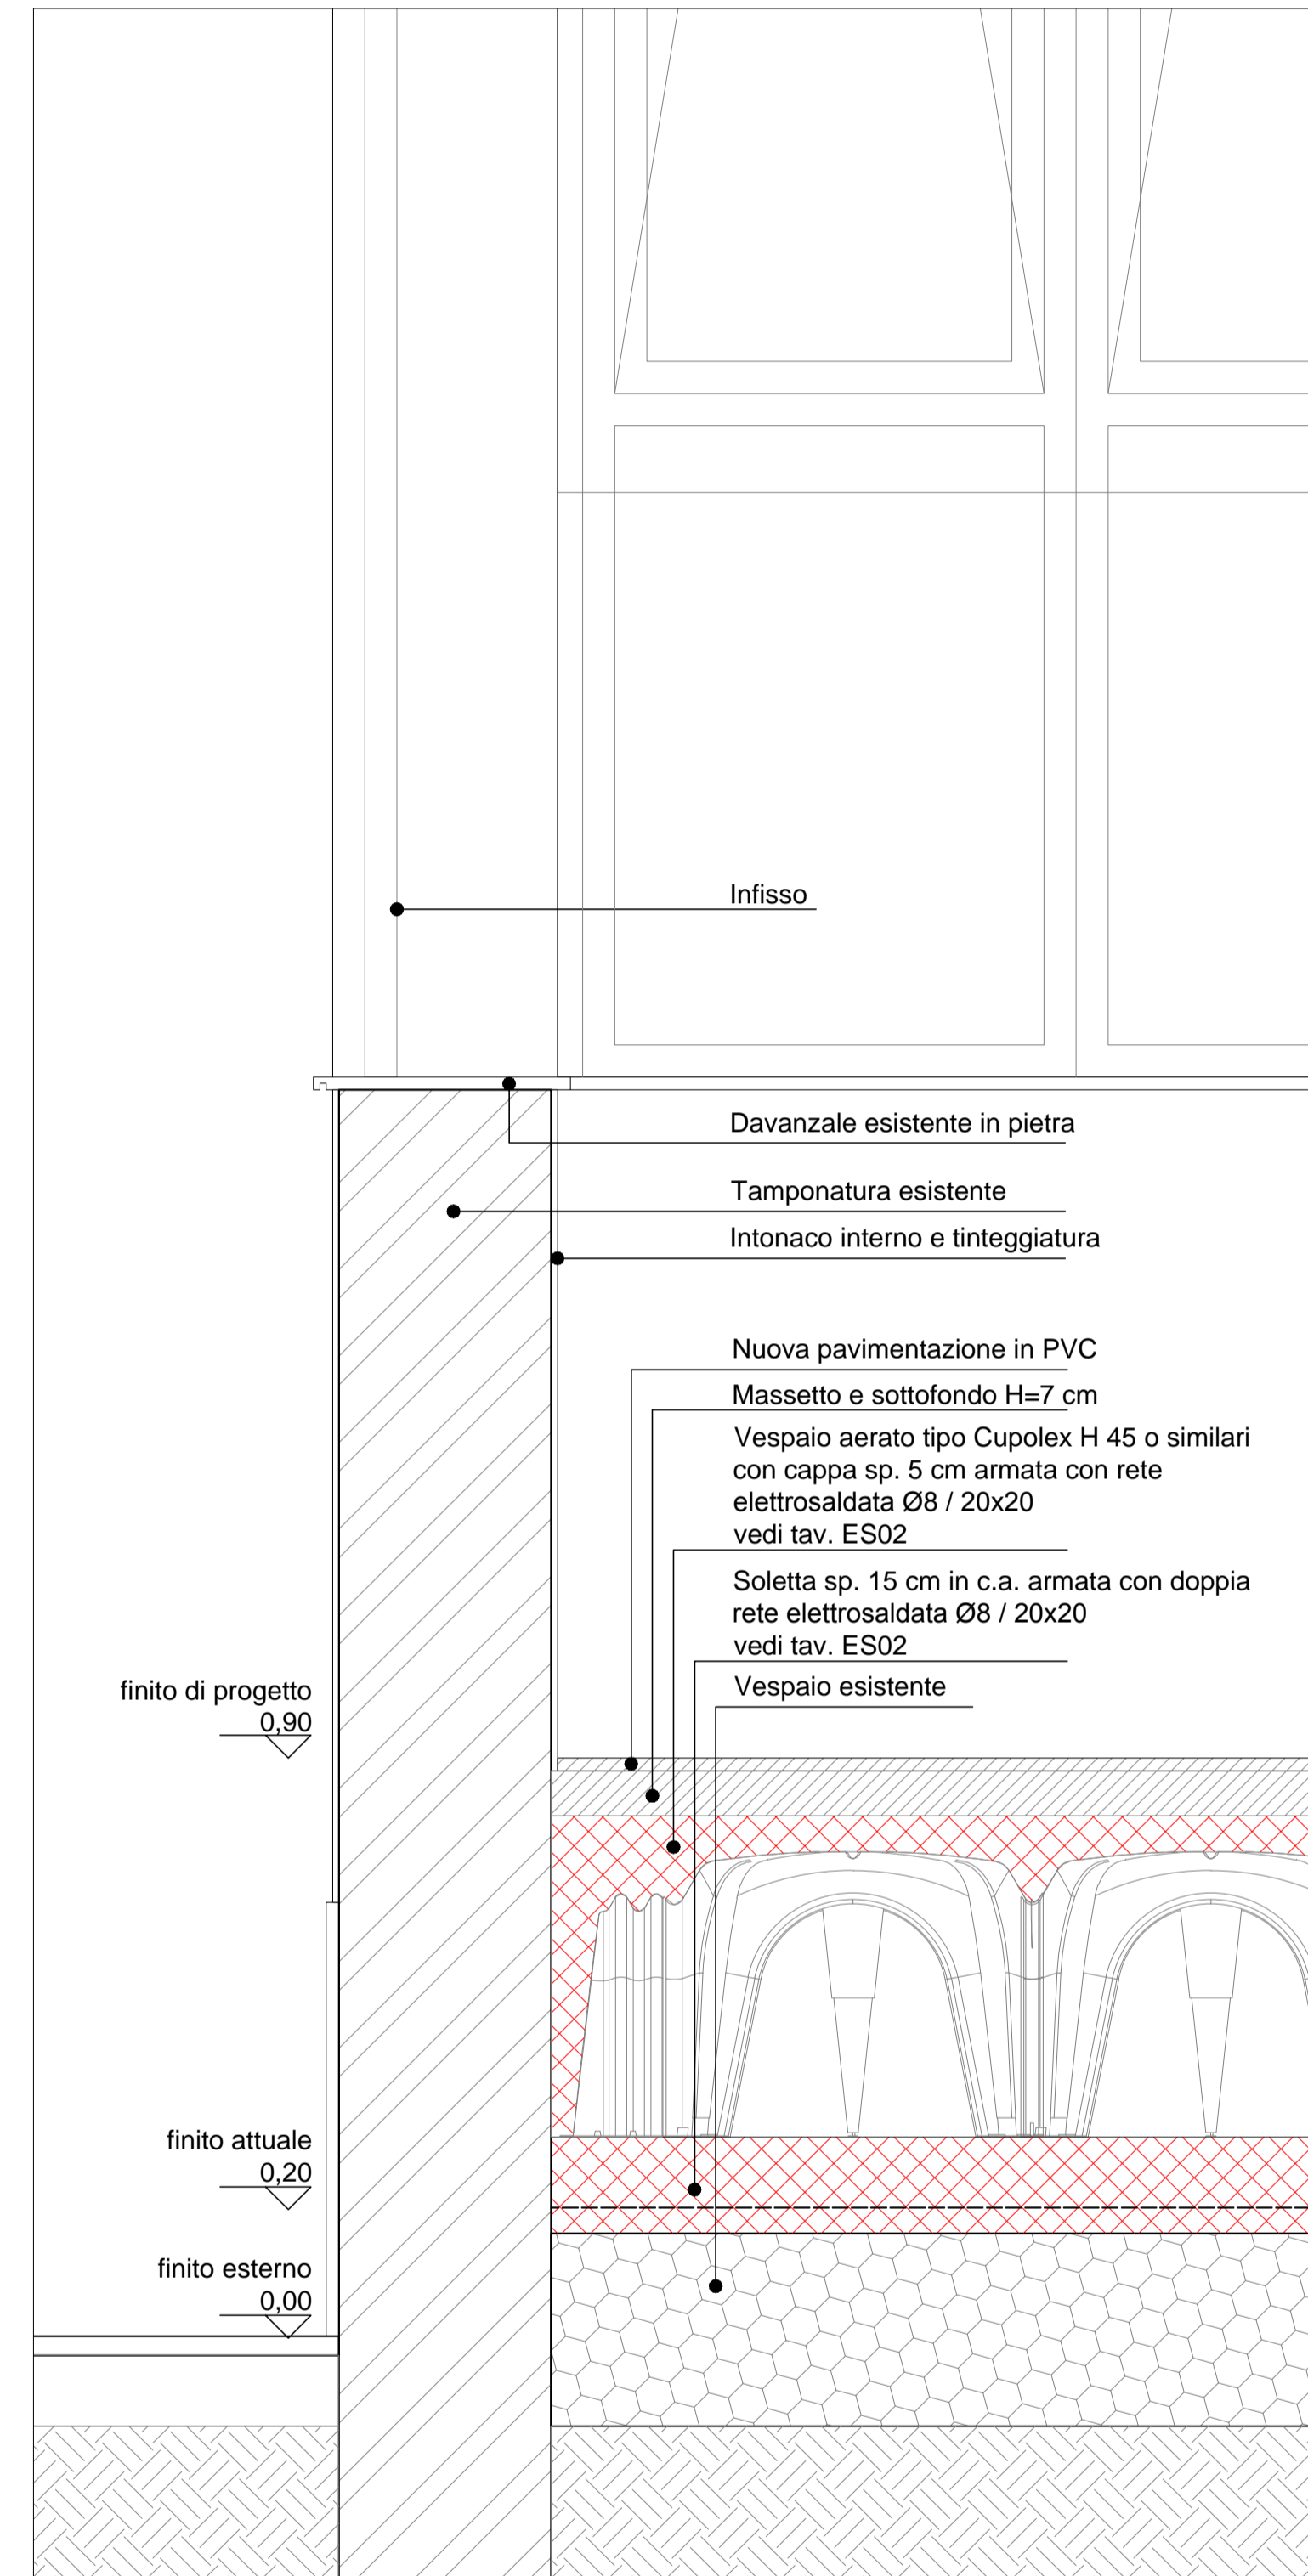 Infisso
Davanzale esistente in pietra
Tamponatura esistente
Intonaco interno e tinteggiatura
Nuova pavimentazione in PVC
Massetto e sottofondo H=7 cm
Vespaio aerato tipo Cupolex H 45 o similari
con cappa sp. 5 cm armata con rete
elettrosaldata Ø8 / 20x20
vedi tav. ES02
Soletta sp. 15 cm in c.a. armata con doppia
rete elettrosaldata Ø8 / 20x20
vedi tav. ES02
Vespaio esistente
finito di progetto
0,90
finito attuale
0,20
finito esterno
0,00